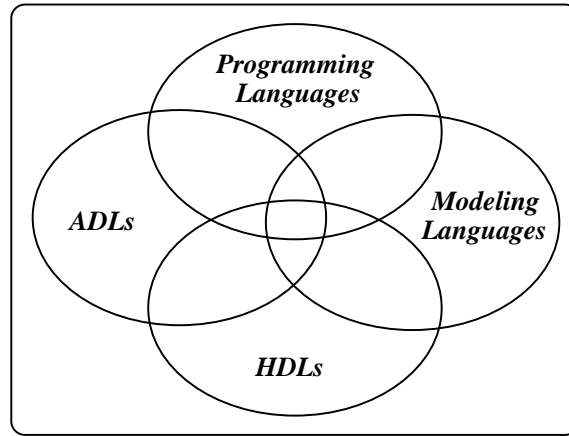 Programming
Languages
ADLs
Modeling
Languages
HDLs